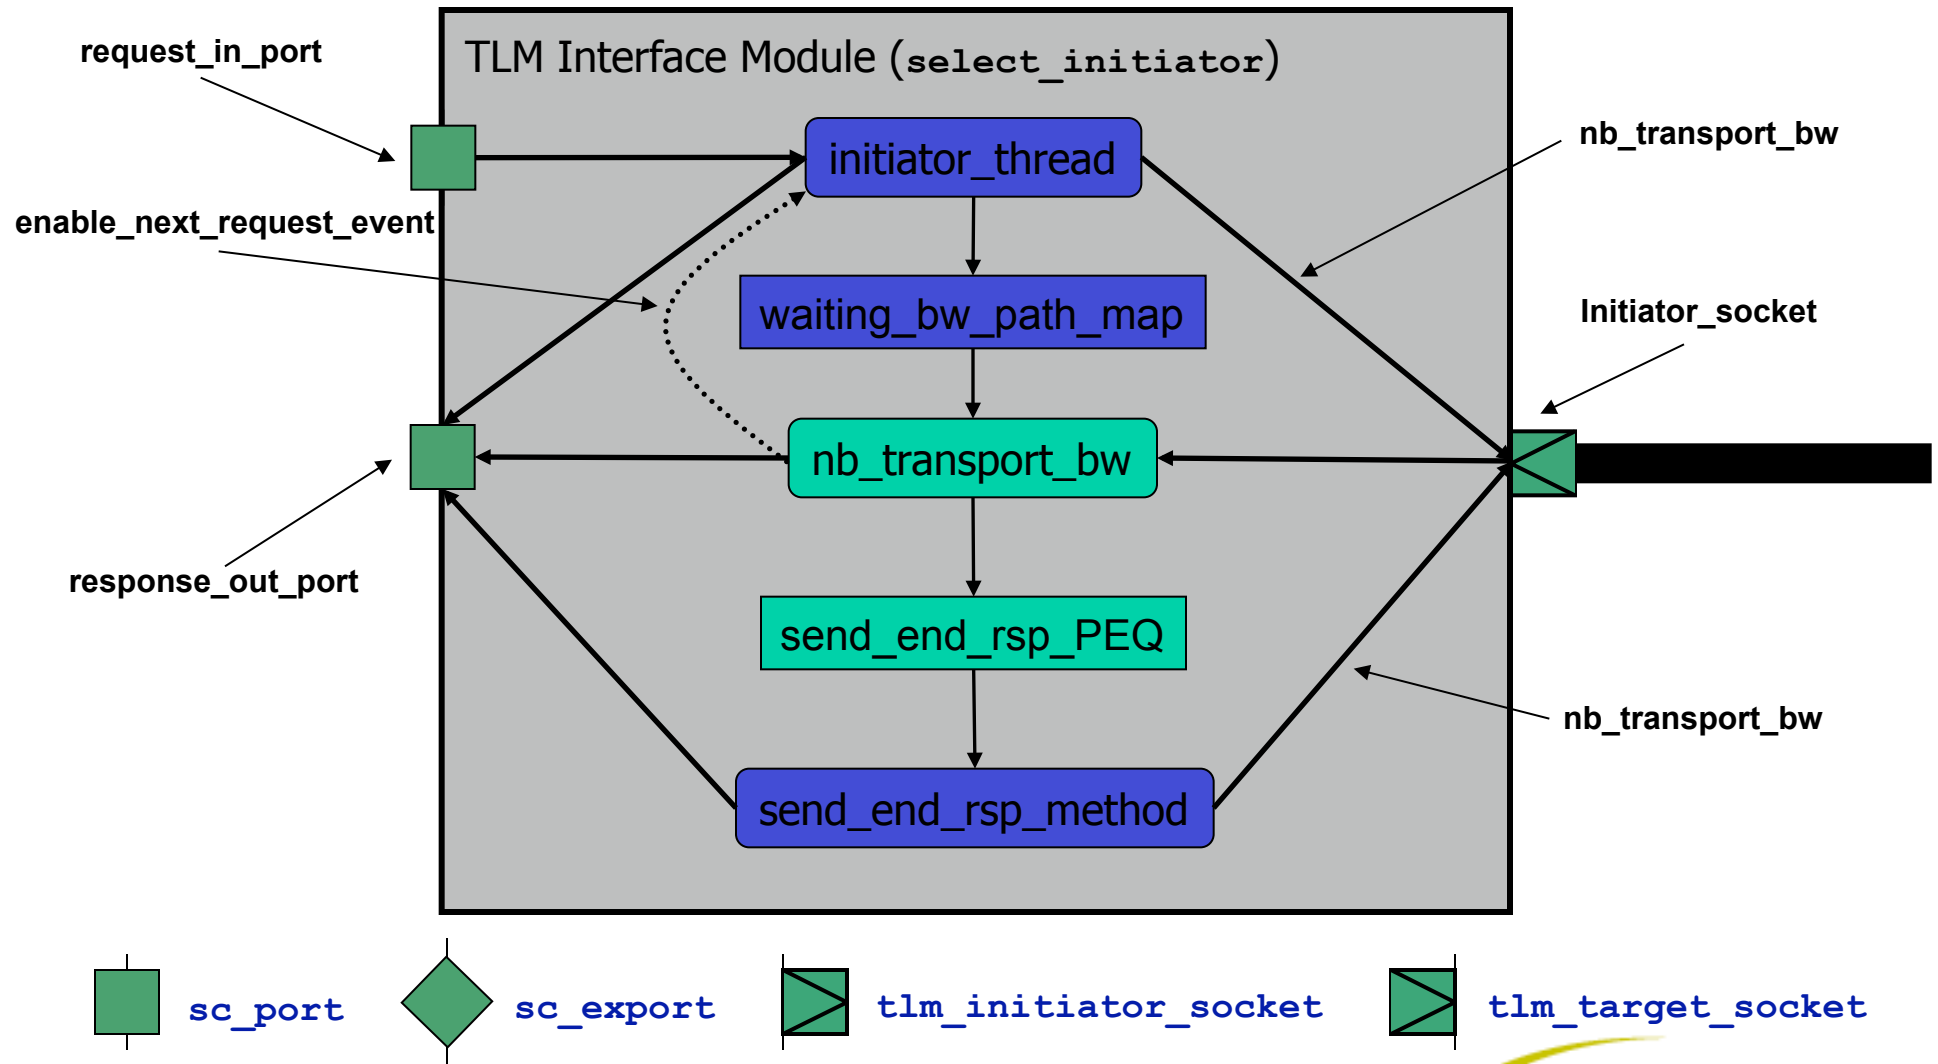 request_in_port
TLM Interface Module (select_initiator)
nb_transport_bw
initiator_thread
enable_next_request_event
waiting_bw_path_map
Initiator_socket
nb_transport_bw
response_out_port
send_end_rsp_PEQ
nb_transport_bw
send_end_rsp_method
sc_port
sc_export
tlm_initiator_socket
tlm_target_socket